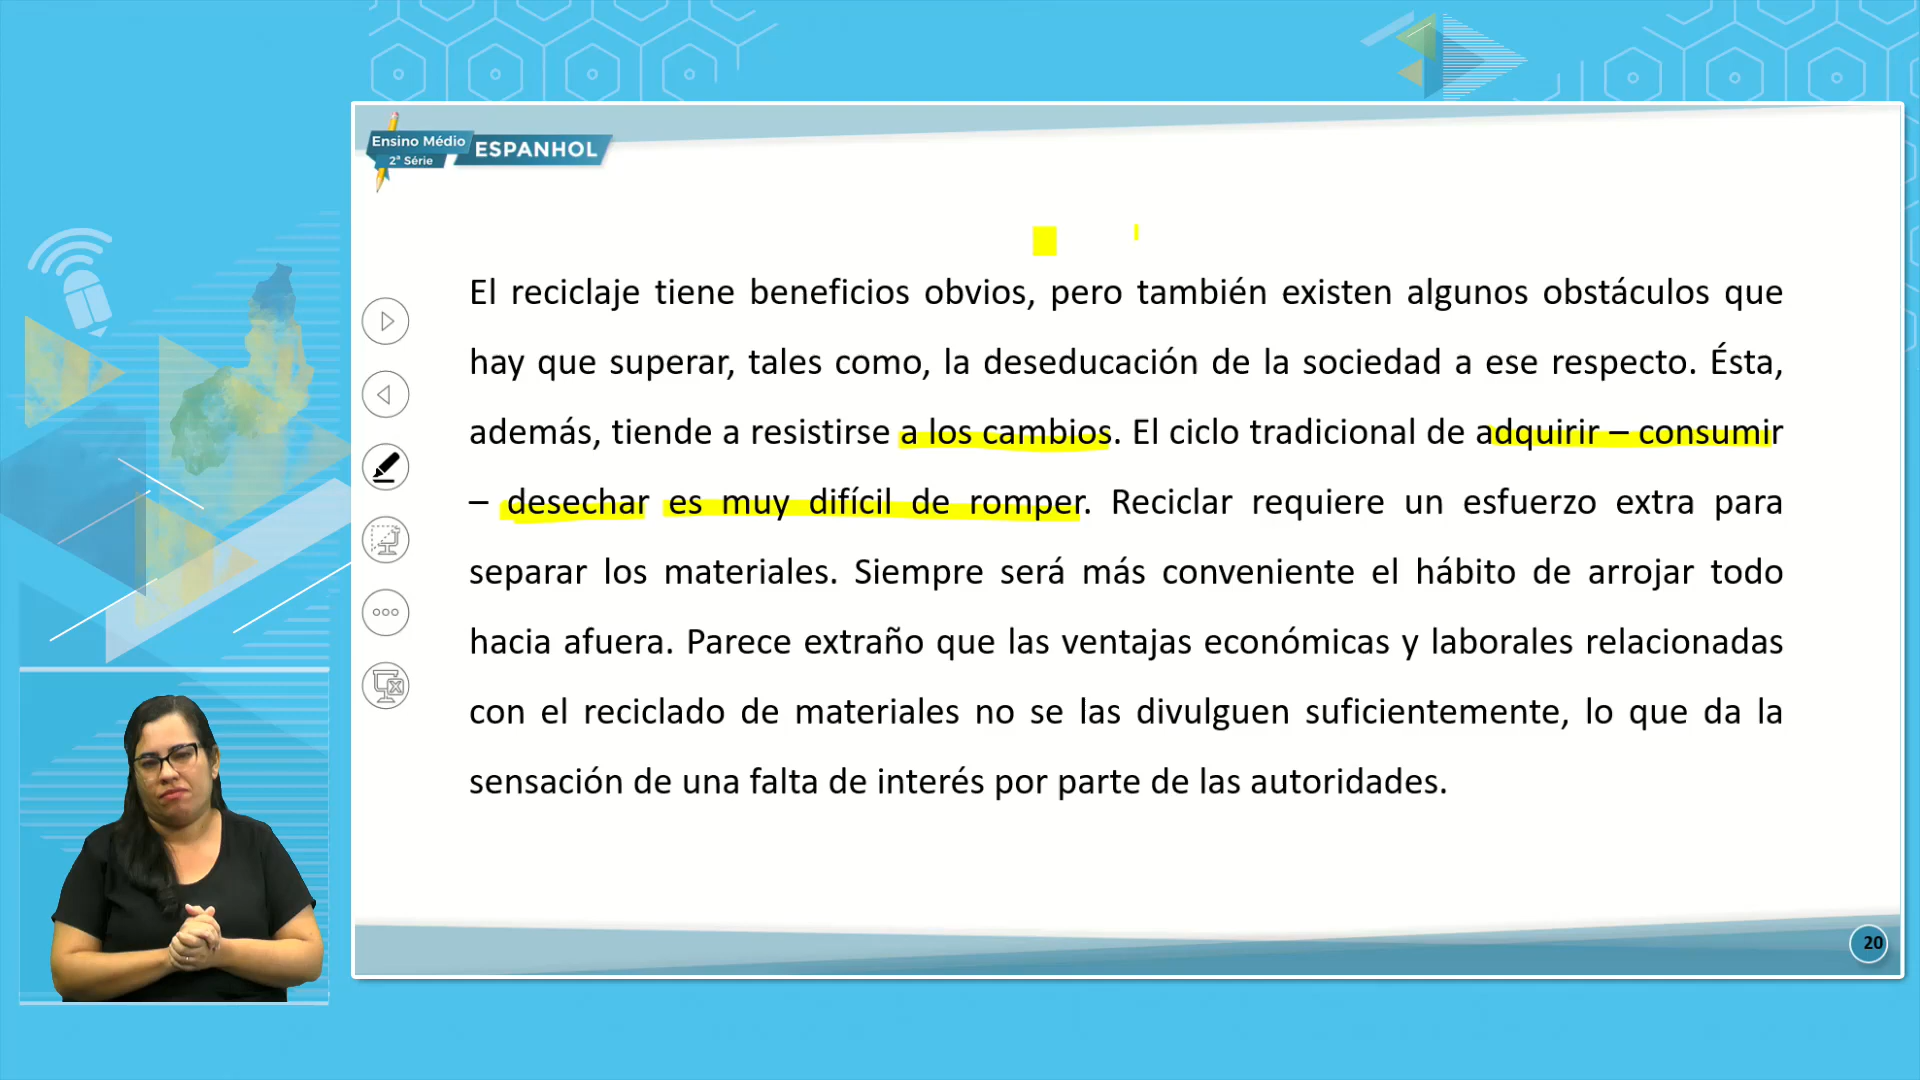 Ensino Médio
2ª Série
ESPANHOL
El reciclaje tiene beneficios obvios, pero también existen algunos obstáculos que
hay que superar, tales como, la deseducación de la sociedad a ese respecto. Ésta,
además, tiende a resistirse a los cambios. El ciclo tradicional de adquirir – consumir
– desechar es muy difícil de romper. Reciclar requiere un esfuerzo extra para
separar los materiales. Siempre será más conveniente el hábito de arrojar todo
hacia afuera. Parece extraño que las ventajas económicas y laborales relacionadas
con el reciclado de materiales no se las divulguen suficientemente, lo que da la
sensación de una falta de interés por parte de las autoridades.
20